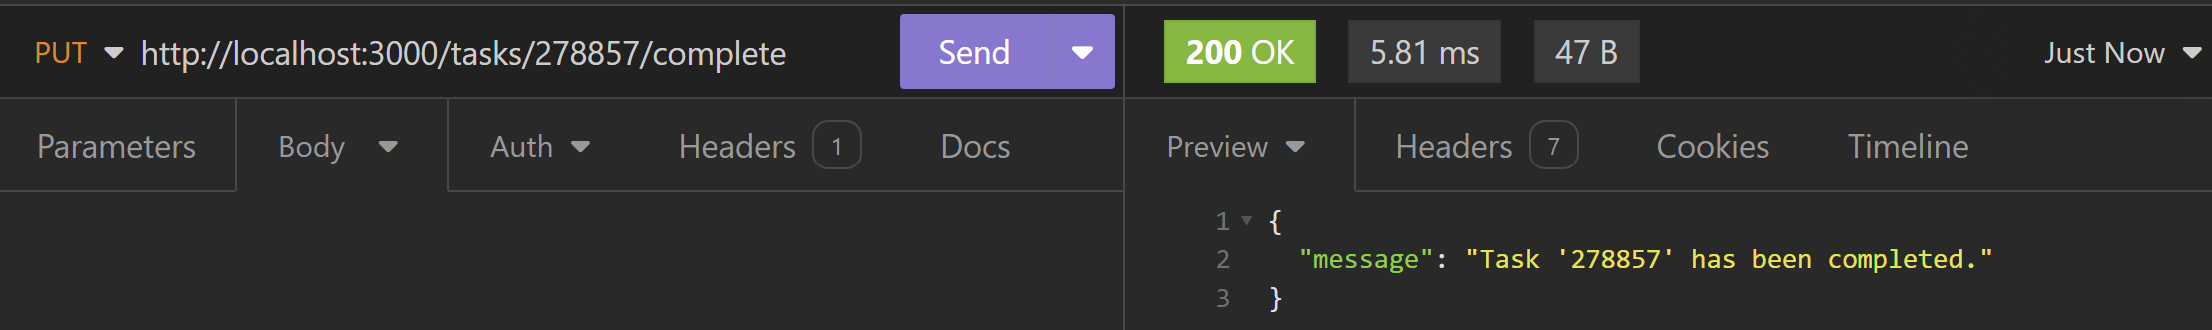 PUT http://localhost:3000/tasks/278857/complete Send 200 OK 5.81 ms 47 B Just Now
Parameters Body Auth Headers 1 Docs Preview Headers 7 Cookies Timeline
1 {
2 "message": "Task '278857' has been completed."
3 }